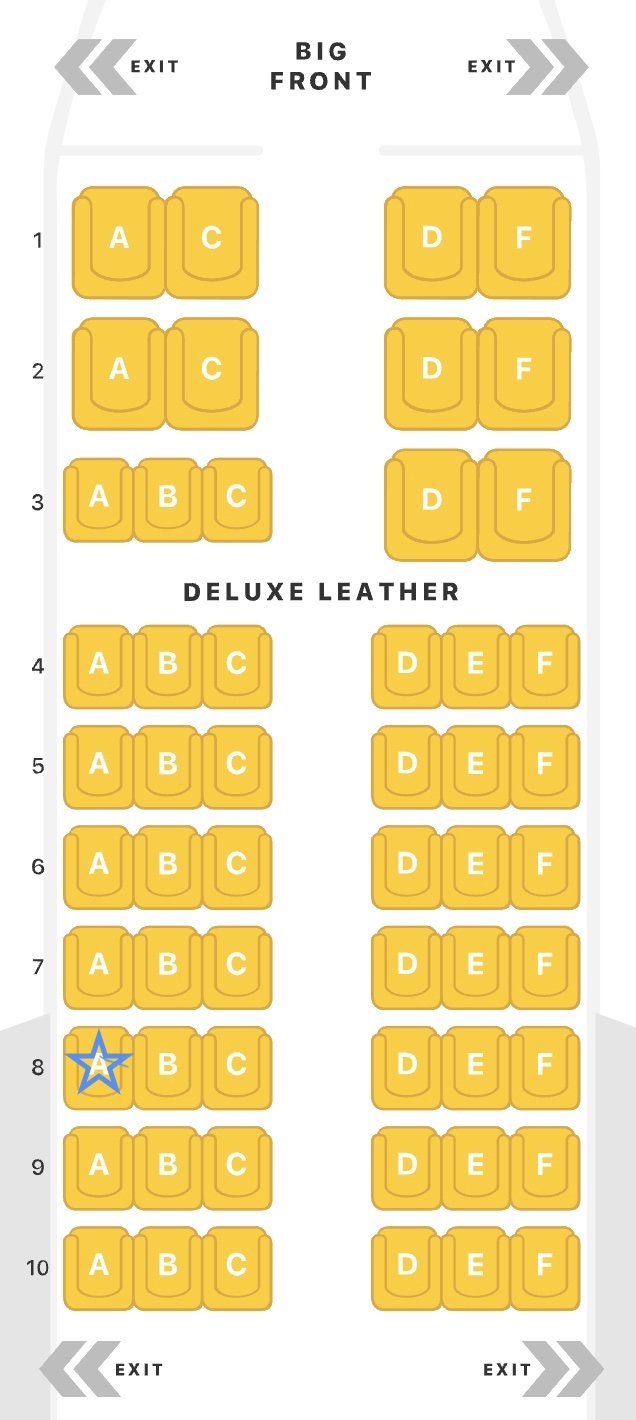 EXIT BIG FRONT EXIT
1 A C D F
2 A C D F
3 A B C D F
DELUXE LEATHER
4 A B C D E F
5 A B C D E F
6 A B C D E F
7 A B C D E F
8 A B C D E F
9 A B C D E F
10 A B C D E F
EXIT EXIT